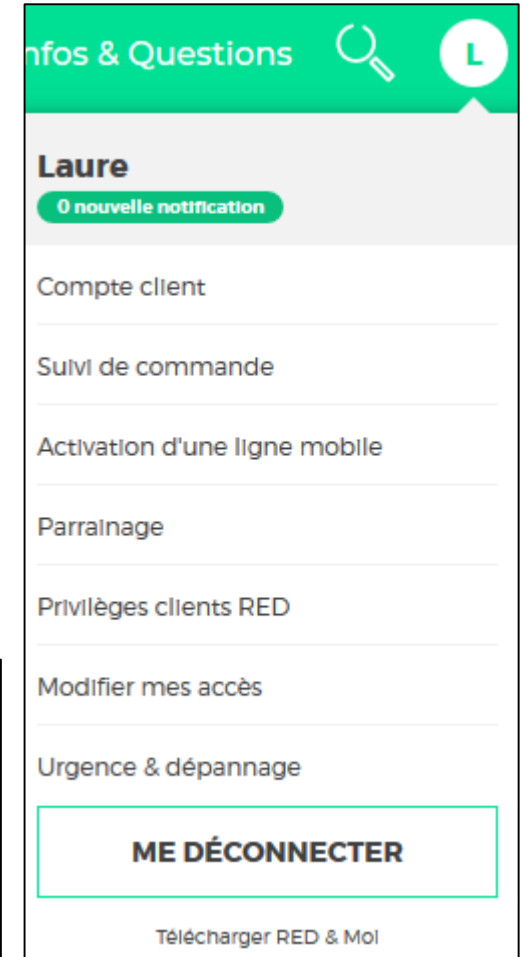 nfos & Questions
L
Laure
0 nouvelle notification
Compte client
Suivi de commande
Activation d'une ligne mobile
Parrainage
Privilèges clients RED
Modifier mes accès
Urgence & dépannage
ME DÉCONNECTER
Télécharger RED & Moi